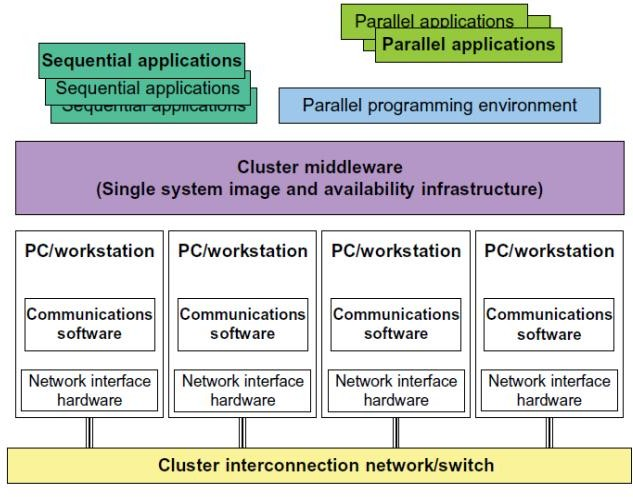 Parallel applications
Parallel applications
Sequential applications
Sequential applications
Sequential applications
Parallel programming environment
Cluster middleware
(Single system image and availability infrastructure)
PC/workstation
Communications
software
Network interface
hardware
PC/workstation
Communications
software
Network interface
hardware
PC/workstation
Communications
software
Network interface
hardware
PC/workstation
Communications
software
Network interface
hardware
Cluster interconnection network/switch